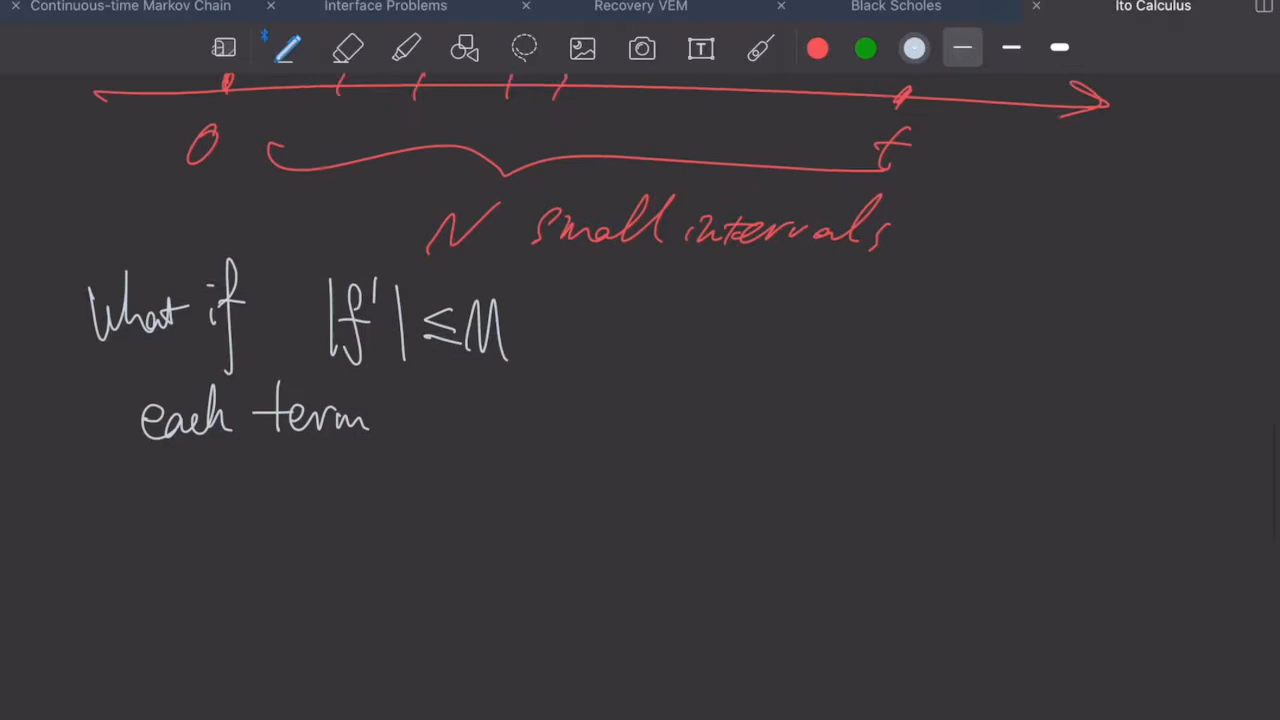 Continuous-time Markov Chain × Interface Problems × Recovery VEM × Black Scholes × Ito Calculus
T
0 t
N small intervals
What if |f'| ≤ M
each term